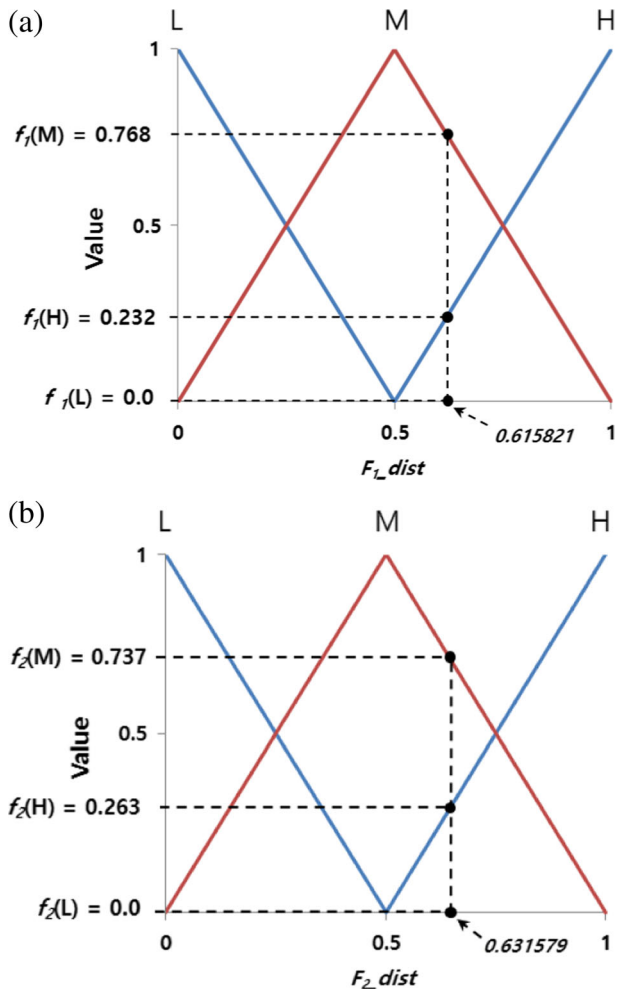 (a)
L M H
1
f1(M) = 0.768
0.5
Value
f1(H) = 0.232
f1(L) = 0.0
0 0.5 1
0.615821
F1_dist
(b)
L M H
1
f2(M) = 0.737
0.5
Value
f2(H) = 0.263
f2(L) = 0.0
0 0.5 1
0.631579
F2_dist